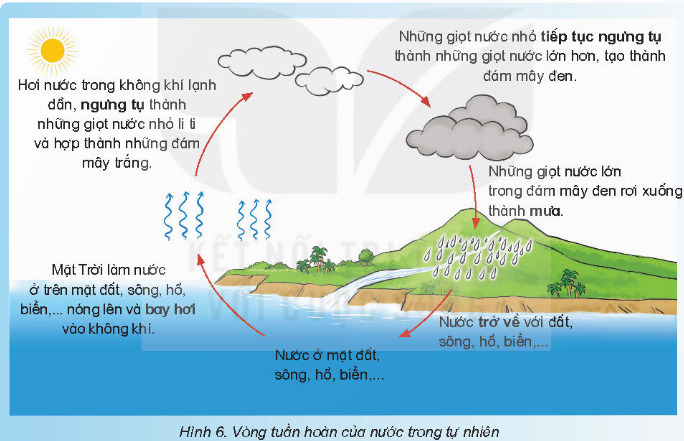 Những giọt nước nhỏ tiếp tục ngưng tụ
thành những giọt nước lớn hơn, tạo thành
đám mây đen.
Hơi nước trong không khí lạnh
dần, ngưng tụ thành
những giọt nước nhỏ li ti
và hợp thành những đám
mây trắng.
Những giọt nước lớn
trong đám mây đen rơi xuống
thành mưa.
KẾT NỐI TRI THỨC
Mặt Trời làm nước
ở trên mặt đất, sông, hồ,
biển,... nóng lên và bay hơi
vào không khí.
Nước trở về với đất,
sông, hồ, biển,...
Nước ở mặt đất,
sông, hồ, biển,...
Hình 6. Vòng tuần hoàn của nước trong tự nhiên